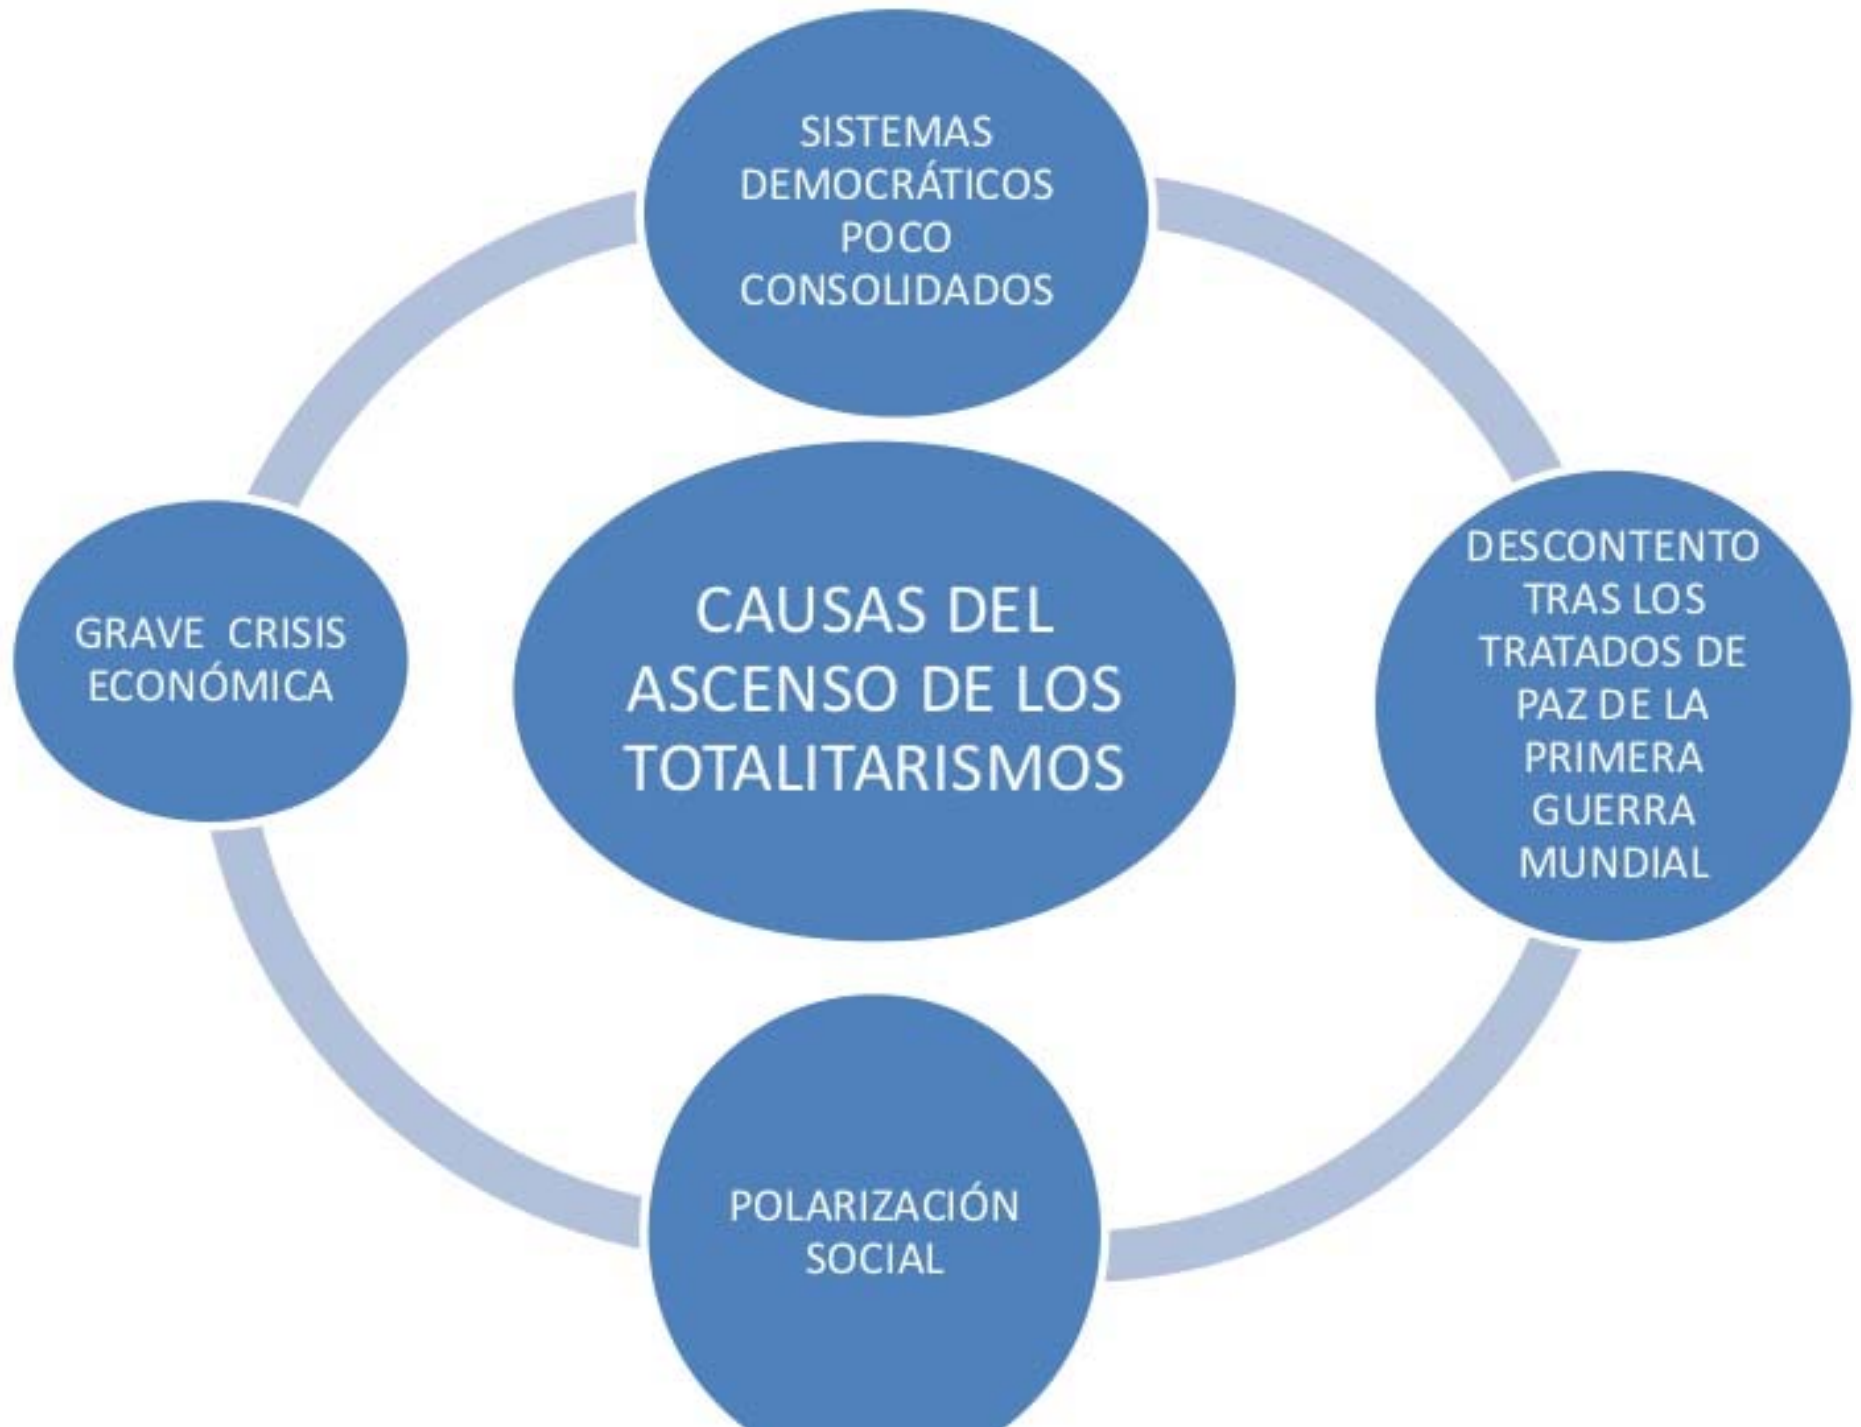 SISTEMAS
DEMOCRÁTICOS
POCO
CONSOLIDADOS
CAUSAS DEL
ASCENSO DE LOS
TOTALITARISMOS
GRAVE CRISIS
ECONÓMICA
DESCONTENTO
TRAS LOS
TRATADOS DE
PAZ DE LA
PRIMERA
GUERRA
MUNDIAL
POLARIZACIÓN
SOCIAL